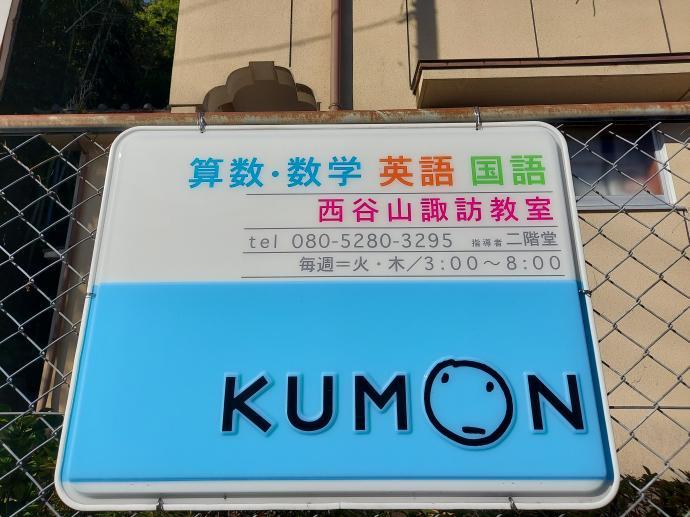 算数・数学 英語 国語
西谷山諏訪教室
tel 080-5280-3295 指導者 二階堂
毎週＝火・木／3：00〜8：00
KUMON